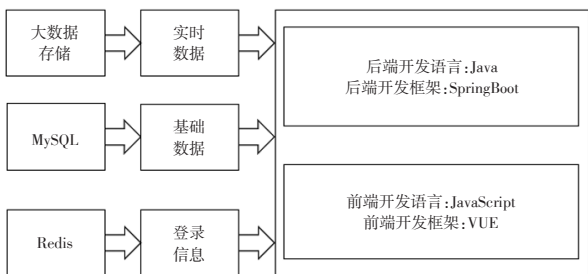 大数据
存储
实时
数据
后端开发语言:Java
后端开发框架:SpringBoot
MySQL
基础
数据
前端开发语言:JavaScript
前端开发框架:VUE
Redis
登录
信息